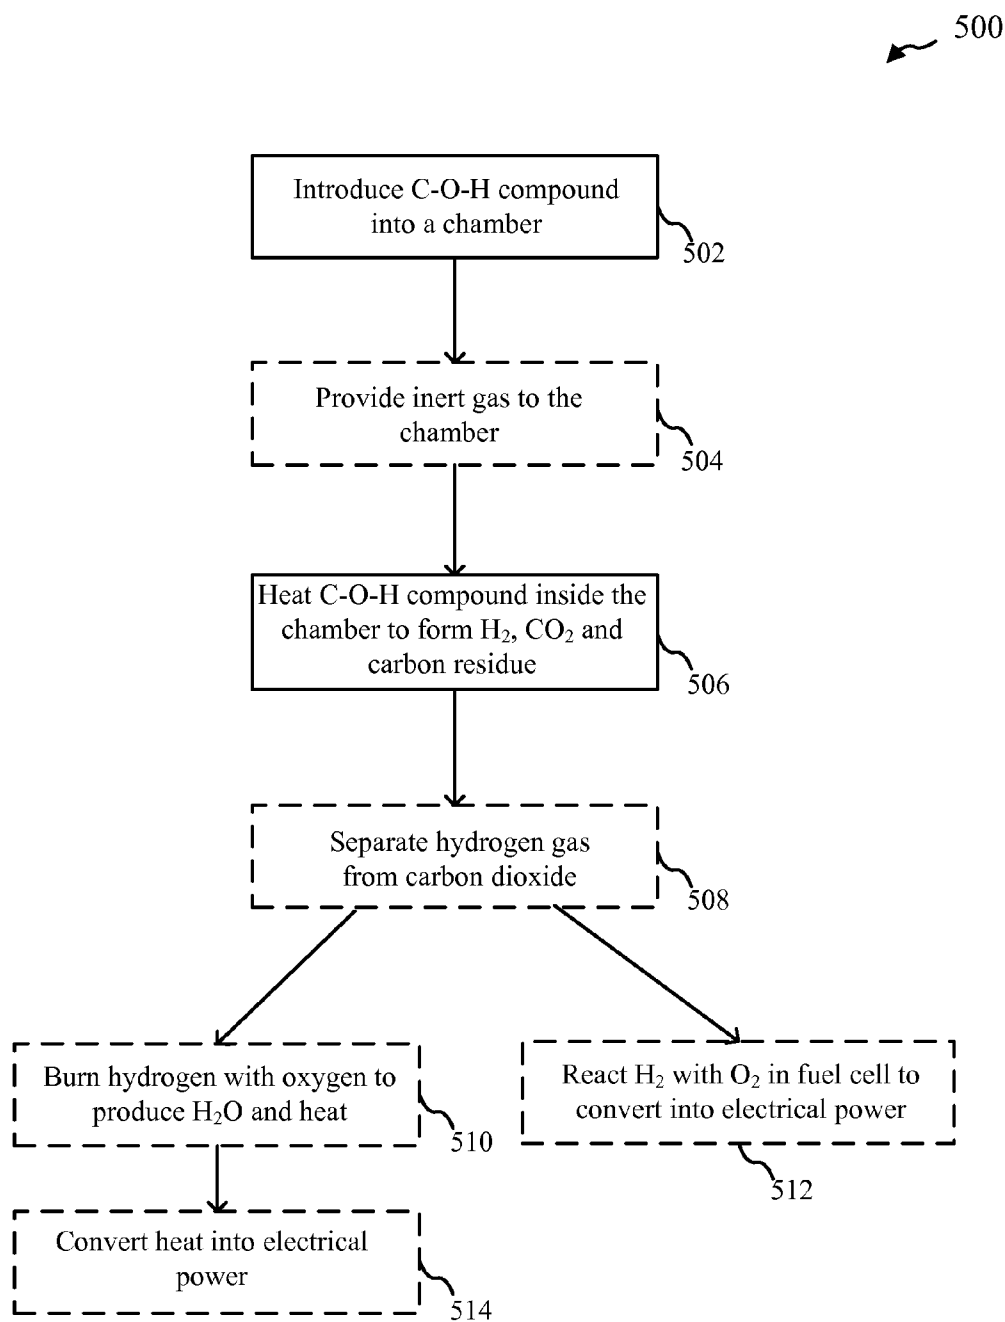 500
Introduce C-O-H compound
into a chamber
502
Provide inert gas to the
chamber
504
Heat C-O-H compound inside the
chamber to form H₂, CO₂ and
carbon residue
506
Separate hydrogen gas
from carbon dioxide
508
Burn hydrogen with oxygen to
produce H₂O and heat
510
React H₂ with O₂ in fuel cell to
convert into electrical power
512
Convert heat into electrical
power
514